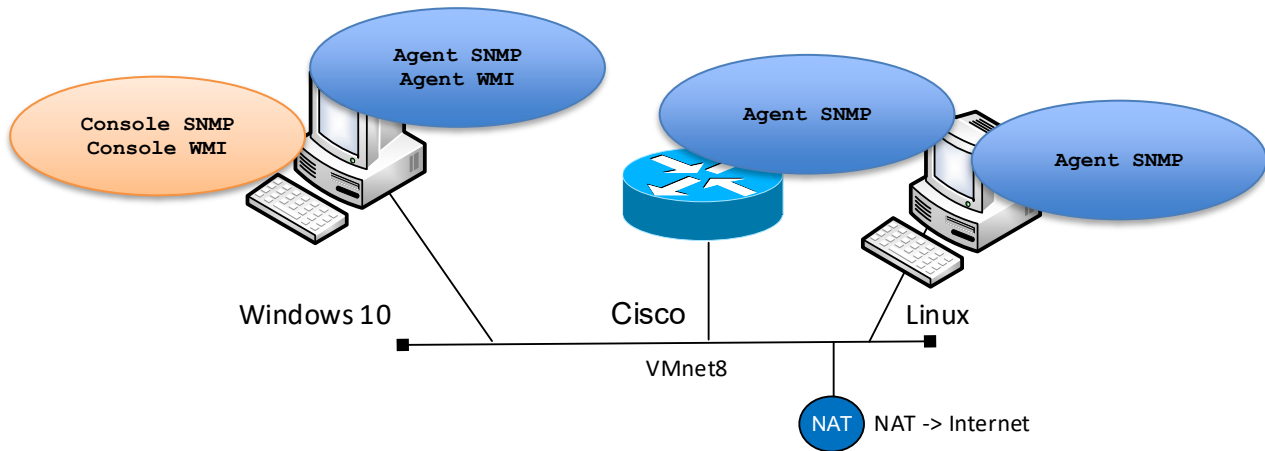 Agent SNMP
Agent WMI
Console SNMP
Console WMI
Agent SNMP
Agent SNMP
Windows 10
Cisco
Linux
VMnet8
NAT
NAT -> Internet